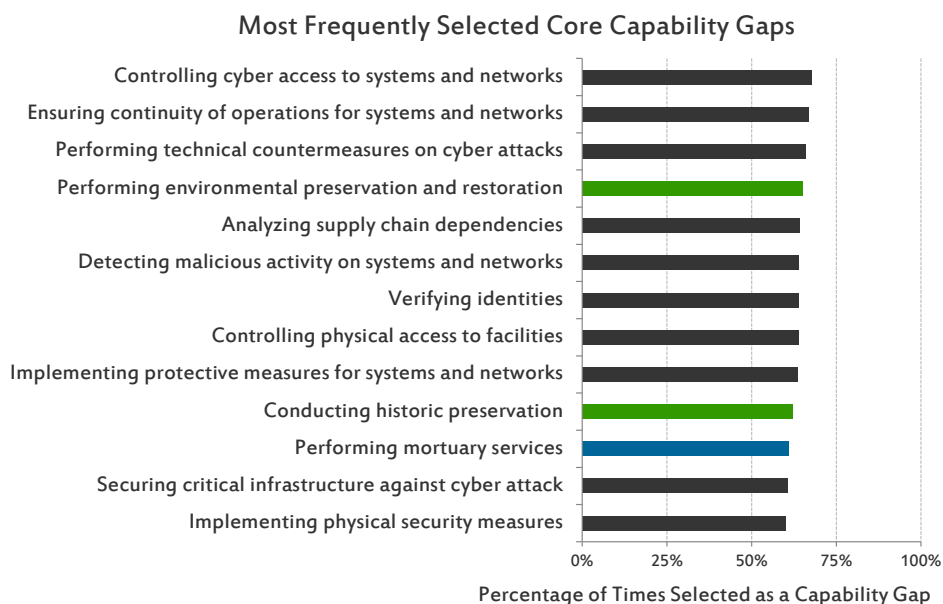 Most Frequently Selected Core Capability Gaps
Controlling cyber access to systems and networks
Ensuring continuity of operations for systems and networks
Performing technical countermeasures on cyber attacks
Performing environmental preservation and restoration
Analyzing supply chain dependencies
Detecting malicious activity on systems and networks
Verifying identities
Controlling physical access to facilities
Implementing protective measures for systems and networks
Conducting historic preservation
Performing mortuary services
Securing critical infrastructure against cyber attack
Implementing physical security measures
0% 25% 50% 75% 100%
Percentage of Times Selected as a Capability Gap